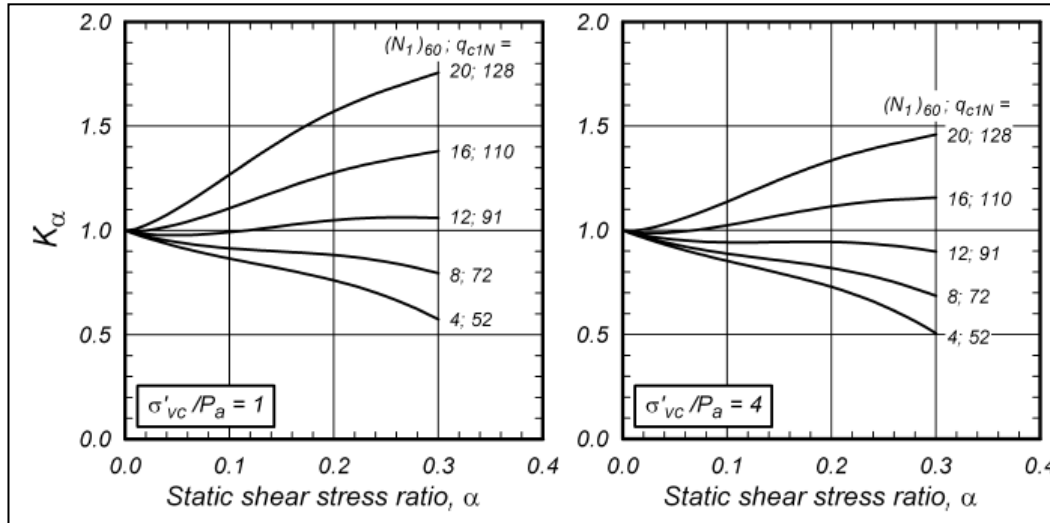 2.0
1.5
1.0
0.5
0.0
Kα
(N1)60 ; qc1N =
20; 128
16; 110
12; 91
8; 72
4; 52
σ'vc /Pa = 1
0.0 0.1 0.2 0.3 0.4
Static shear stress ratio, α
2.0
1.5
1.0
0.5
0.0
(N1)60 ; qc1N =
20; 128
16; 110
12; 91
8; 72
4; 52
σ'vc /Pa = 4
0.0 0.1 0.2 0.3 0.4
Static shear stress ratio, α